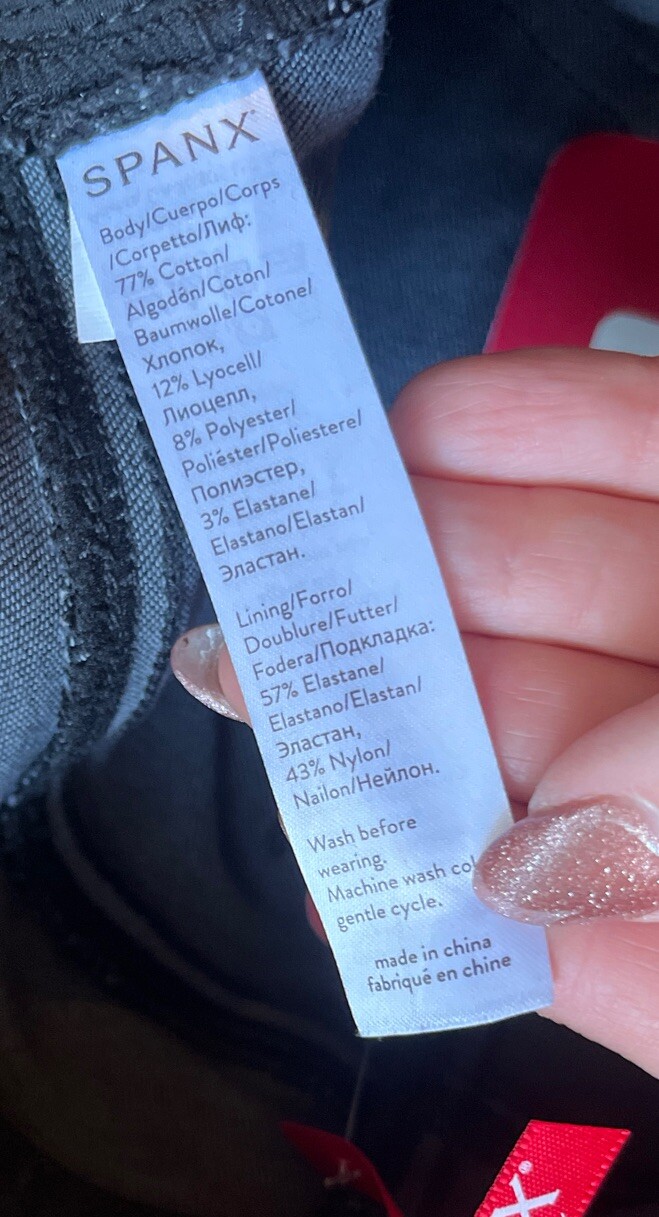 SPANX
Body/Cuerpo/Corps
/Corpetto/Лиф:
77% Cotton/
Algodón/Coton/
Baumwolle/Cotone/
Хлопок,
12% Lyocell/
Лиоцелл,
8% Polyester/
Poliéster/Poliestere/
Полиэстер,
3% Elastane/
Elastano/Elastan/
Эластан.
Lining/Forro/
Doublure/Futter/
Fodera/Подкладка:
57% Elastane/
Elastano/Elastan/
Эластан,
43% Nylon/
Nailon/Нейлон.
Wash before
wearing.
Machine wash
gentle cycle.
made in china
fabriqué en chine